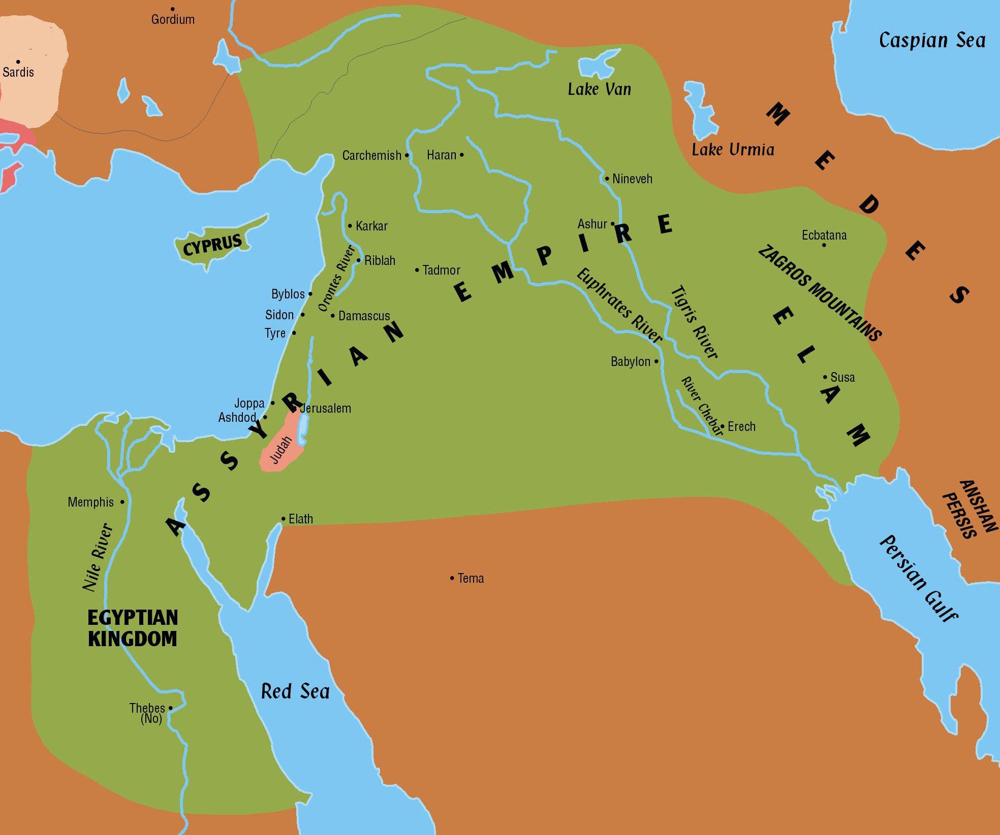 Gordium
Caspian Sea
Sardis
Lake Van
MEDES
Lake Urmia
Carchemish
Haran
Nineveh
Karkar
Ashur
Ecbatana
CYPRUS
Orontes River
Riblah
Tadmor
ZAGROS MOUNTAINS
ASSYRIAN EMPIRE
Euphrates River
Tigris River
Byblos
Sidon
Damascus
Tyre
ELAM
Babylon
Susa
River Chebar
Joppa
Jerusalem
Ashdod
Erech
Judah
Memphis
ANSHAN
PERSIS
Elath
Nile River
Persian Gulf
Tema
EGYPTIAN
KINGDOM
Red Sea
Thebes
(No)